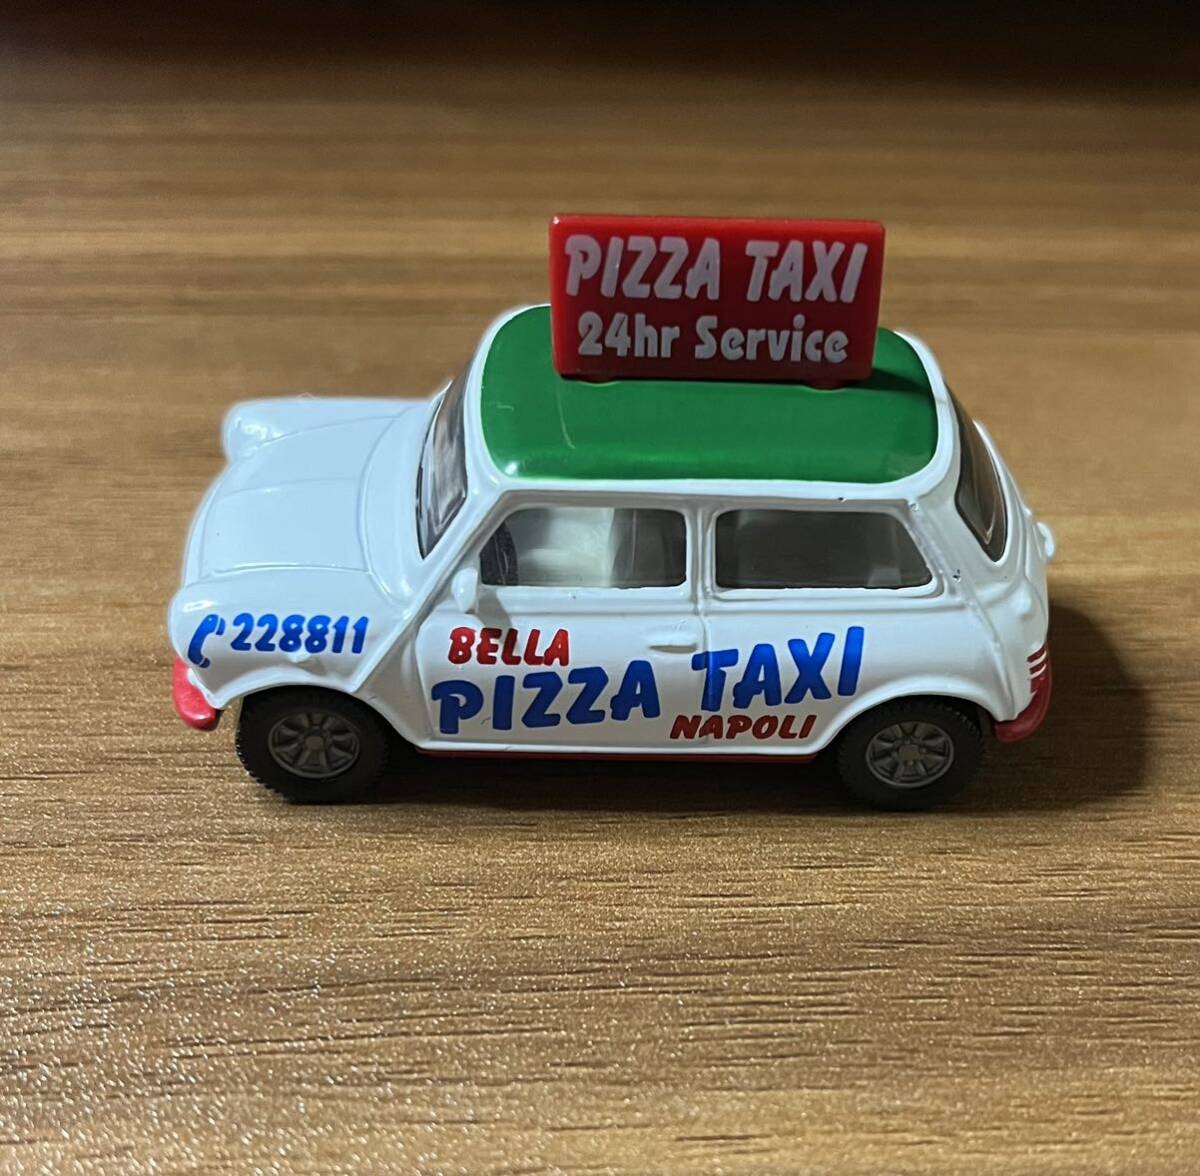 PIZZA TAXI
24hr Service
228811
BELLA
PIZZA TAXI
NAPOLI